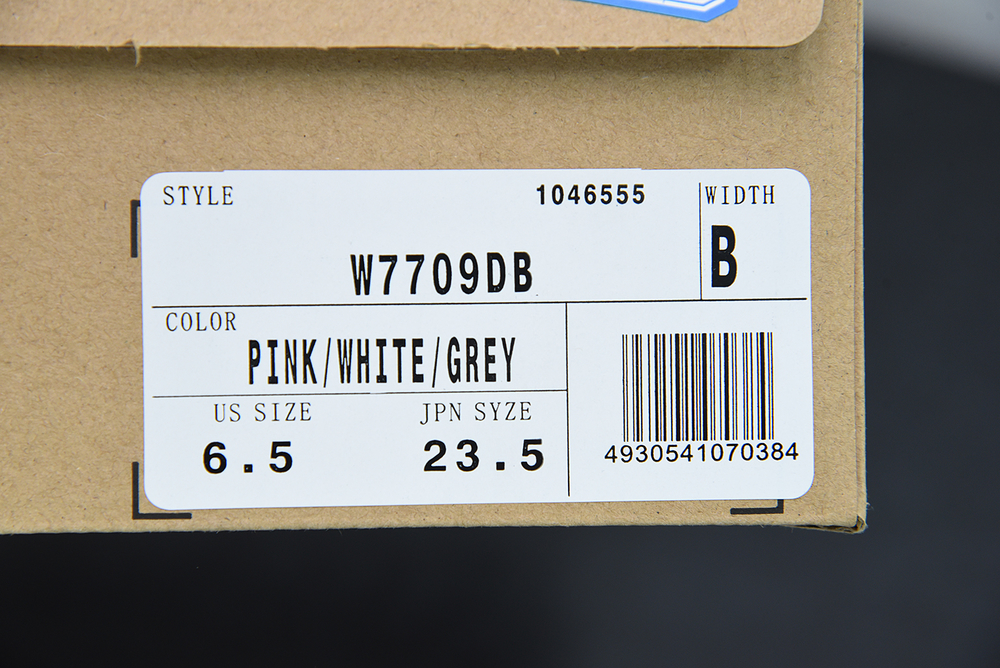 STYLE 1046555 WIDTH
W7709DB B
COLOR
PINK/WHITE/GREY
US SIZE JPN SYZE
6.5 23.5
4930541070384